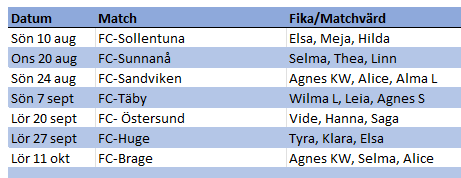 Datum Match Fika/Matchvärd
Sön 10 aug FC-Sollentuna Elsa, Meja, Hilda
Ons 20 aug FC-Sunnanå Selma, Thea, Linn
Sön 24 aug FC-Sandviken Agnes KW, Alice, Alma L
Sön 7 sept FC-Täby Wilma L, Leia, Agnes S
Lör 20 sept FC- Östersund Vide, Hanna, Saga
Lör 27 sept FC-Huge Tyra, Klara, Elsa
Lör 11 okt FC-Brage Agnes KW, Selma, Alice